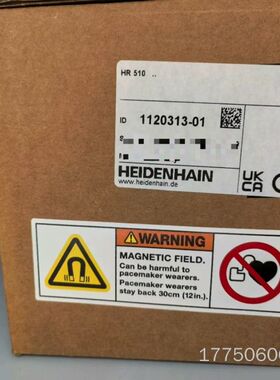 HR 510 ..
ID 1120313-01
HEIDENHAIN
www.heidenhain.de
UK
CA
WARNING
MAGNETIC FIELD.
Can be harmful to
pacemaker wearers.
Pacemaker wearers
stay back 30cm (12in.).
1775060